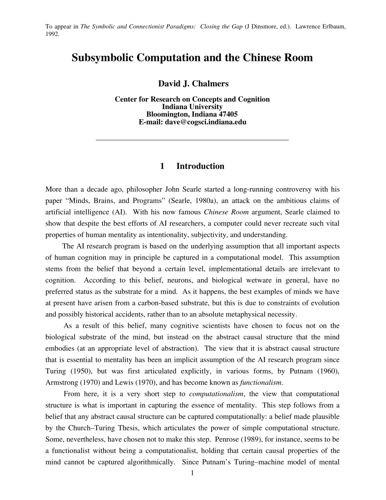 To appear in The Symbolic and Connectionist Paradigms: Closing the Gap (J Dinsmore, ed.). Lawrence Erlbaum,
1992.
Subsymbolic Computation and the Chinese Room
David J. Chalmers
Center for Research on Concepts and Cognition
Indiana University
Bloomington, Indiana 47405
E-mail: dave@cogsci.indiana.edu
1 Introduction
More than a decade ago, philosopher John Searle started a long-running controversy with his
paper “Minds, Brains, and Programs” (Searle, 1980a), an attack on the ambitious claims of
artificial intelligence (AI). With his now famous Chinese Room argument, Searle claimed to
show that despite the best efforts of AI researchers, a computer could never recreate such vital
properties of human mentality as intentionality, subjectivity, and understanding.
The AI research program is based on the underlying assumption that all important aspects
of human cognition may in principle be captured in a computational model. This assumption
stems from the belief that beyond a certain level, implementational details are irrelevant to
cognition. According to this belief, neurons, and biological wetware in general, have no
preferred status as the substrate for a mind. As it happens, the best examples of minds we have
at present have arisen from a carbon-based substrate, but this is due to constraints of evolution
and possibly historical accidents, rather than to an absolute metaphysical necessity.
As a result of this belief, many cognitive scientists have chosen to focus not on the
biological substrate of the mind, but instead on the abstract causal structure that the mind
embodies (at an appropriate level of abstraction). The view that it is abstract causal structure
that is essential to mentality has been an implicit assumption of the AI research program since
Turing (1950), but was first articulated explicitly, in various forms, by Putnam (1960),
Armstrong (1970) and Lewis (1970), and has become known as functionalism.
From here, it is a very short step to computationalism, the view that computational
structure is what is important in capturing the essence of mentality. This step follows from a
belief that any abstract causal structure can be captured computationally: a belief made plausible
by the Church–Turing Thesis, which articulates the power of simple computational structure.
Some, nevertheless, have chosen not to make this step. Penrose (1989), for instance, seems to be
a functionalist without being a computationalist, holding that certain causal properties of the
mind cannot be captured algorithmically. Since Putnam’s Turing–machine model of mental
1